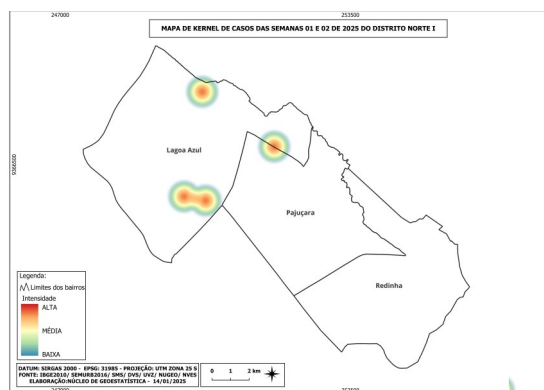 247000
253500
MAPA DE KERNEL DE CASOS DAS SEMANAS 01 E 02 DE 2025 DO DISTRITO NORTE I
9366500
Lagoa Azul
Pajuçara
Redinha
Legenda:
Limites dos bairros
Intensidade
ALTA
MÉDIA
BAIXA
DATUM: SIRGAS 2000 - EPSG: 31985 - PROJEÇÃO: UTM ZONA 25 S
FONTE: IBGE2010/ SEMURB2016/ SMS/ DVS/ UVZ/ NUGEO/ NVES
ELABORAÇÃO:NÚCLEO DE GEOESTATÍSTICA - 14/01/2025
0 1 2 km
247000
253500